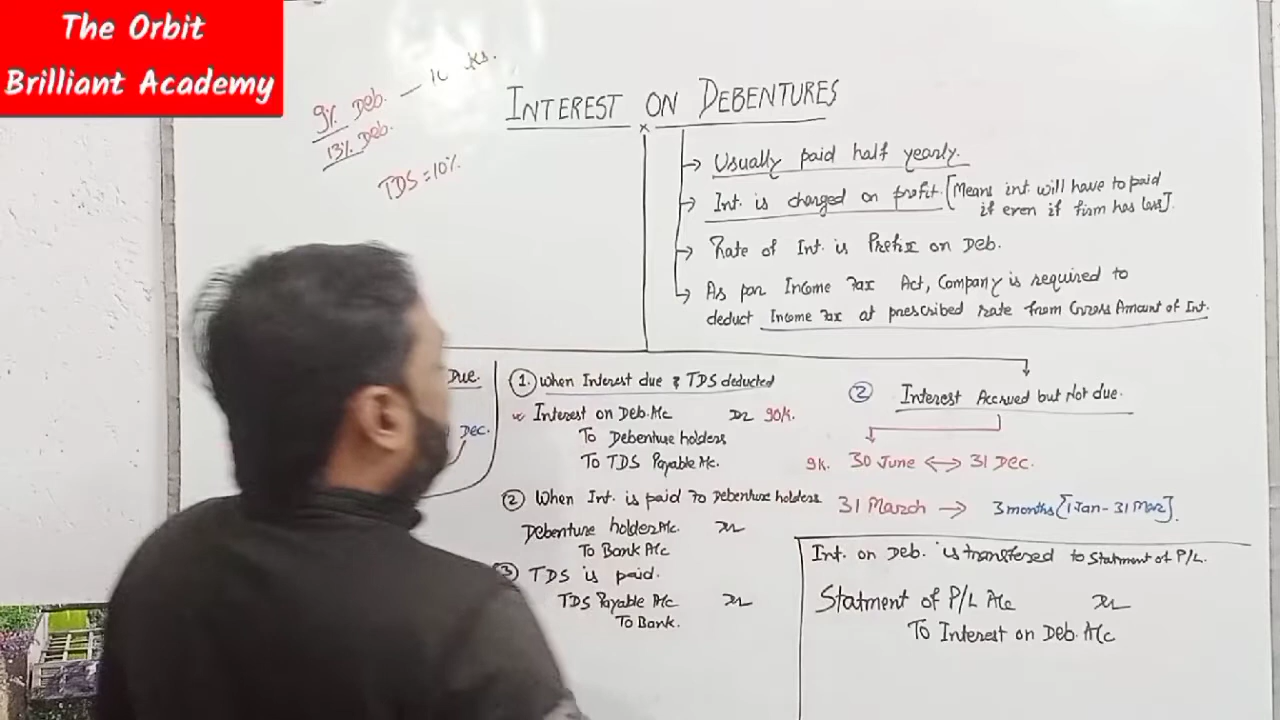 The Orbit
Brilliant Academy
9% Deb. —
13% Deb.
TDS = 10%
INTEREST ON DEBENTURES
→ Usually paid half yearly.
→ Int. is charged on profit. [Means int. will have to paid
if even if firm has loss].
→ Rate of Int. is Prefix on Deb.
→ As par Income Tax Act, Company is required to
deduct Income Tax at prescribed rate from Gross Amount of Int.
Due.
Dec.
1. When Interest due & TDS deducted
Interest on Deb. A/c Dr 90k.
To Debenture holders
To TDS Payable A/c.
2 When Int. is paid to Debenture holders
Debenture holder A/c. Dr
To Bank A/c
3 TDS is paid.
TDS Payable A/c Dr
To Bank.
2 Interest Accrued but Not due.
9k. 30 June ↔ 31 Dec.
31 March → 3 months [1 Jan - 31 Mar].
Int. on Deb. is transfered to Statment of P/L.
Statment of P/L A/c Dr
To Interest on Deb. A/c